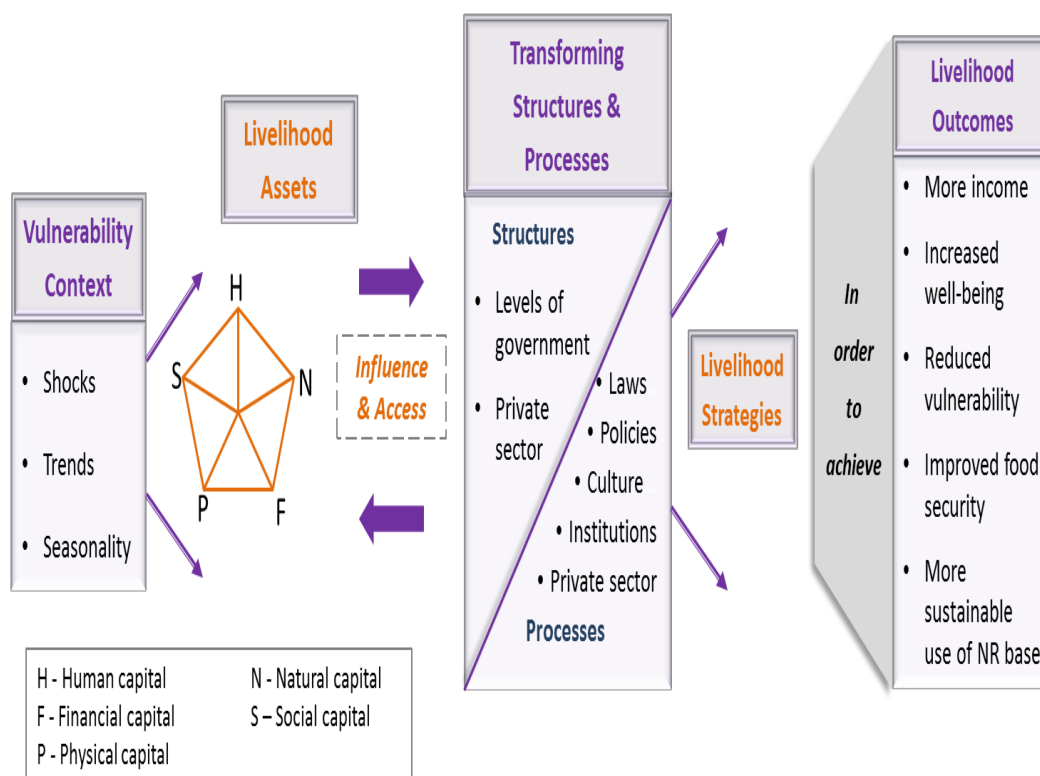 Vulnerability
Context
• Shocks
• Trends
• Seasonality
Livelihood
Assets
H
S
N
P
F
Influence
& Access
Transforming
Structures &
Processes
Structures
• Levels of
government
• Private
sector
• Laws
• Policies
• Culture
• Institutions
• Private sector
Processes
Livelihood
Strategies
In
order
to
achieve
Livelihood
Outcomes
• More income
• Increased
well-being
• Reduced
vulnerability
• Improved food
security
• More
sustainable
use of NR base
H - Human capital
N - Natural capital
F - Financial capital
S – Social capital
P - Physical capital